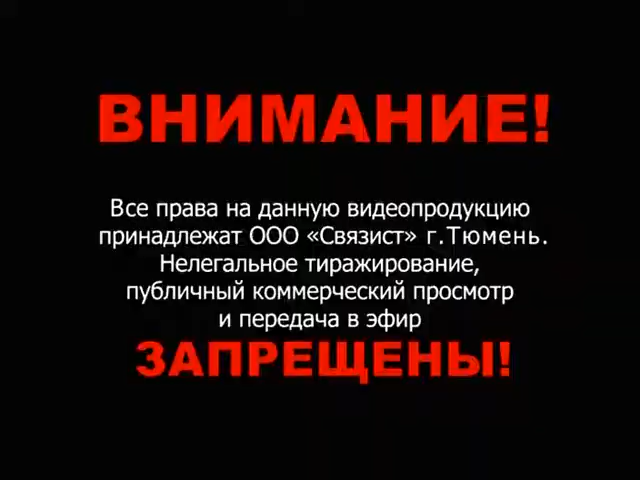 ВНИМАНИЕ!
Все права на данную видеопродукцию
принадлежат ООО «Связист» г.Тюмень.
Нелегальное тиражирование,
публичный коммерческий просмотр
и передача в эфир
ЗАПРЕЩЕНЫ!